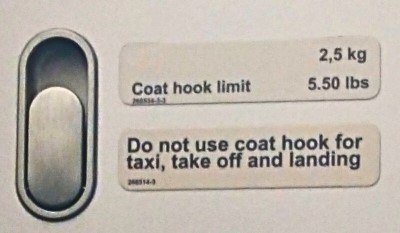 2,5 kg
Coat hook limit 5.50 lbs
Do not use coat hook for
taxi, take off and landing